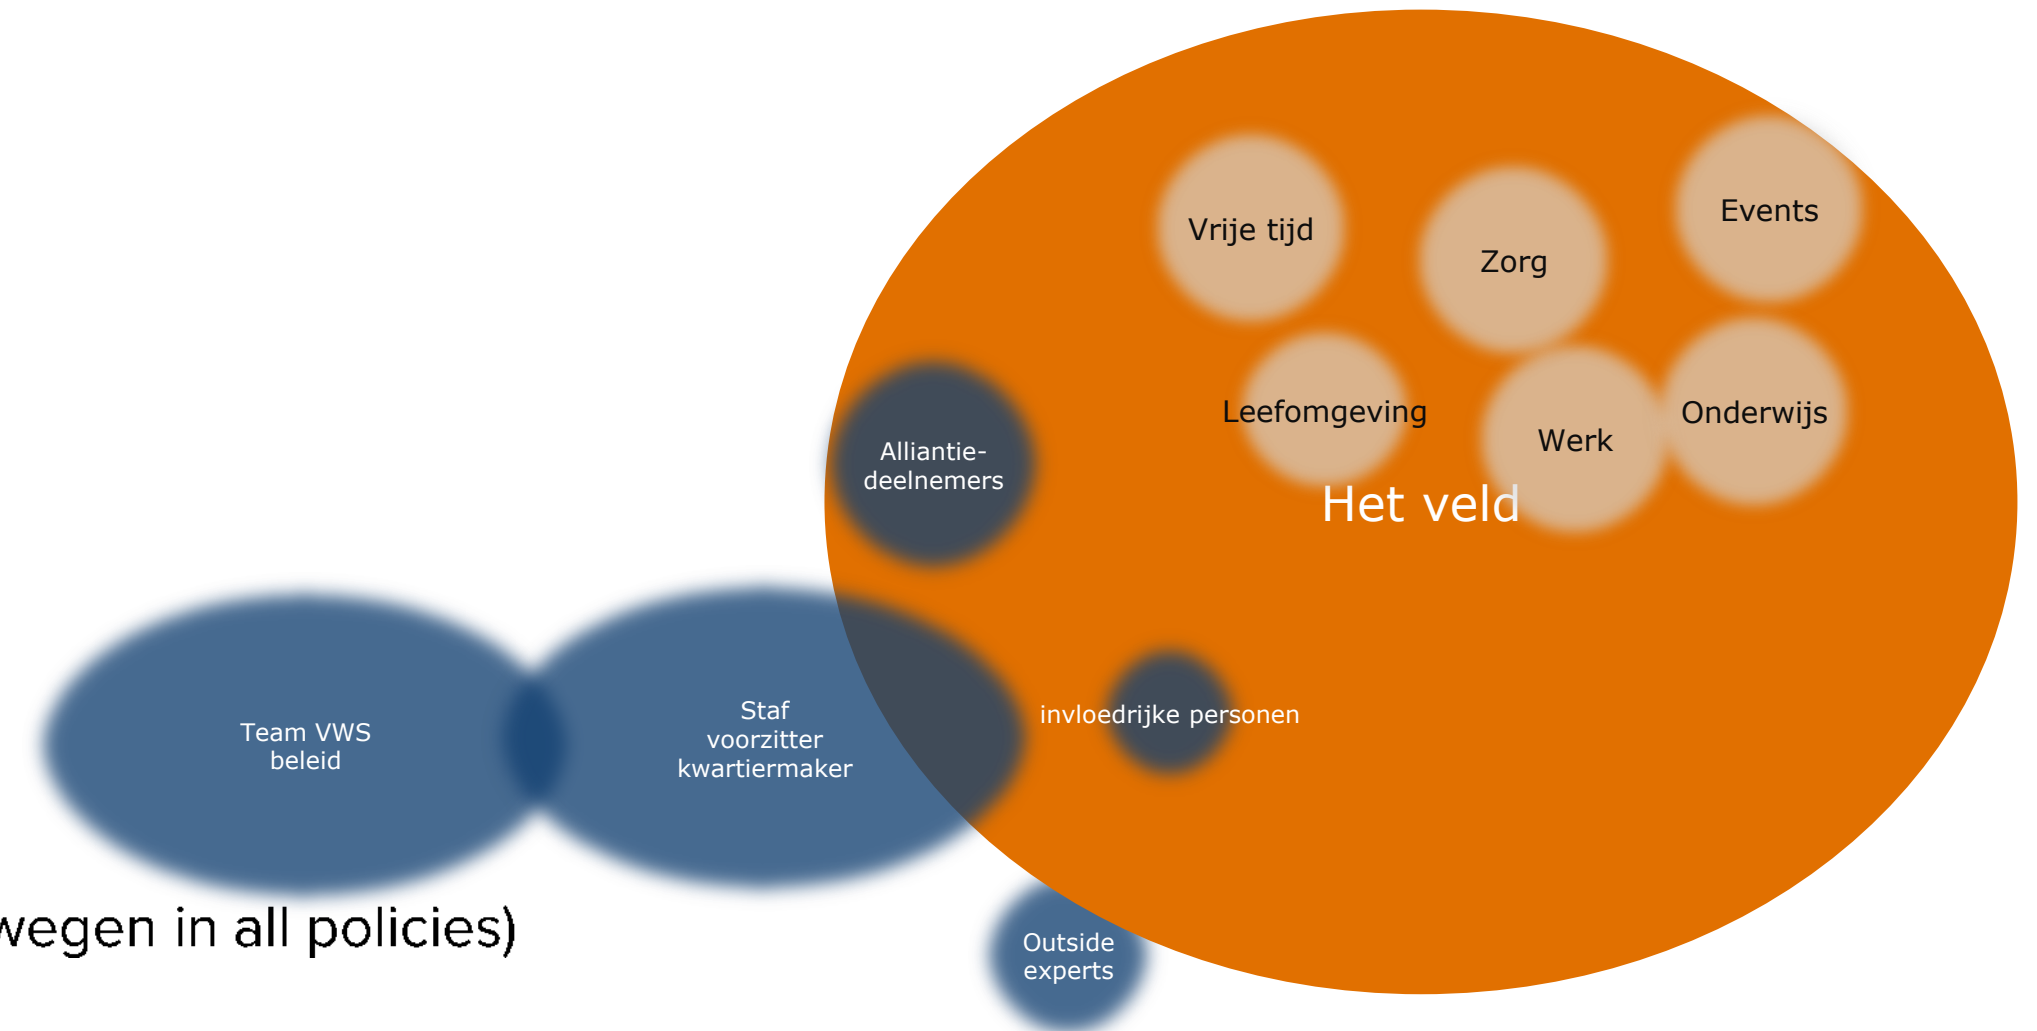 Events
Vrije tijd
Zorg
Leefomgeving
Onderwijs
Werk
Alliantie-
deelnemers
Het veld
Team VWS
beleid
Staf
voorzitter
kwartiermaker
invloedrijke personen
wegen in all policies)
Outside
experts